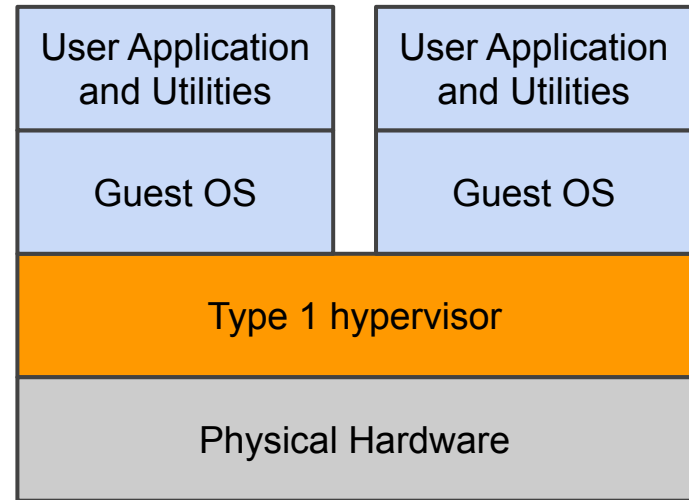 User Application
and Utilities
User Application
and Utilities
Guest OS
Guest OS
Type 1 hypervisor
Physical Hardware